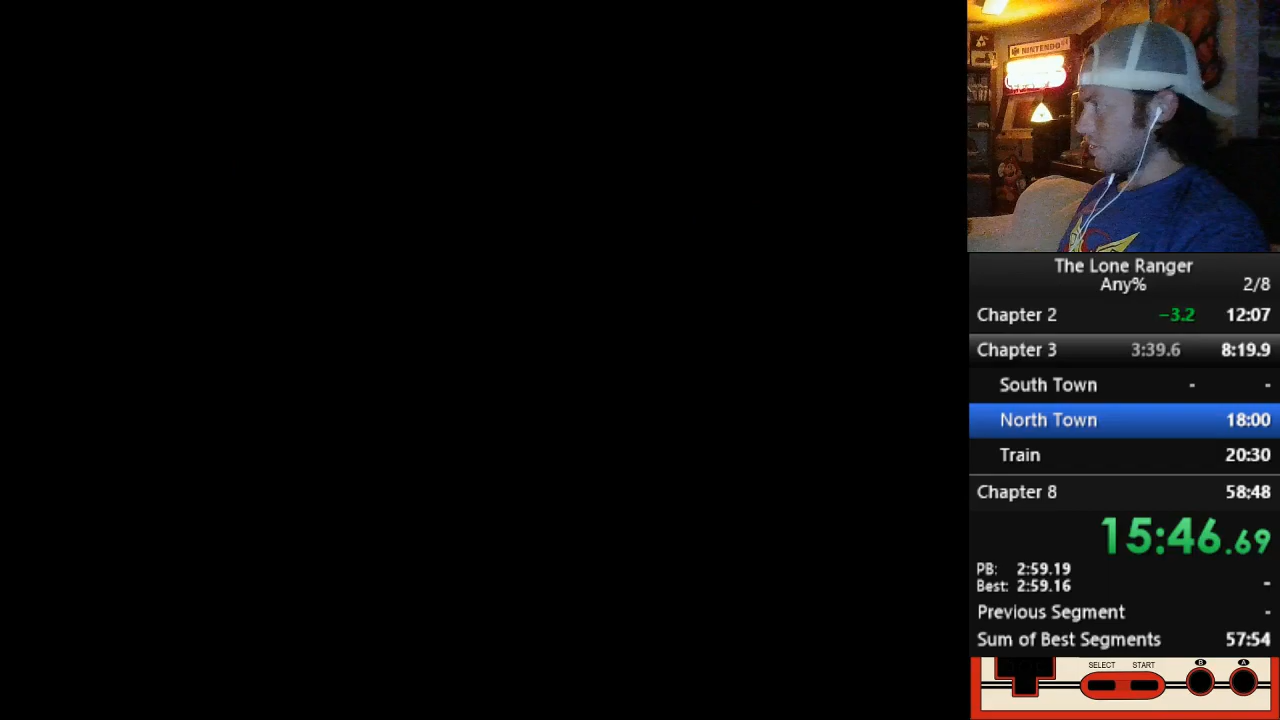 NINTENDO
The Lone Ranger
Any% 2/8
Chapter 2 -3.2 12:07
Chapter 3 3:39.6 8:19.9
South Town - -
North Town 18:00
Train 20:30
Chapter 8 58:48
15:46.69
PB: 2:59.19
Best: 2:59.16 -
Previous Segment -
Sum of Best Segments 57:54
SELECT START B A